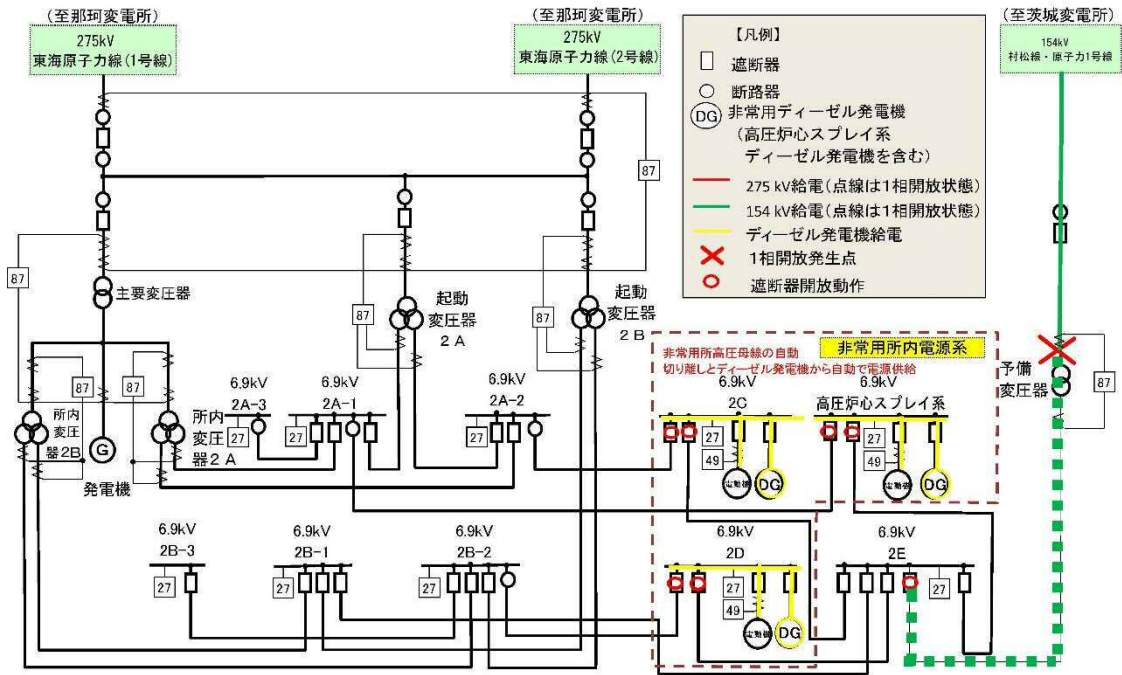 (至那珂変電所)
275kV
東海原子力線(1号線)
(至那珂変電所)
275kV
東海原子力線(2号線)
(至茨城変電所)
154kV
村松線・原子力1号線
【凡例】
遮断器
断路器
DG
非常用ディーゼル発電機
(高圧炉心スプレイ系
ディーゼル発電機を含む)
275 kV給電(点線は1相開放状態)
154 kV給電(点線は1相開放状態)
ディーゼル発電機給電
1相開放発生点
遮断器開放動作
87
87
87
87
主要変圧器
起動
変圧器
2A
起動
変圧器
2B
予備
変圧器
87
87
87
所内
変圧
器2B
G
発電機
所内
変圧
器2A
非常用所高圧母線の自動
切り離しとディーゼル発電機から自動で電源供給
非常用所内電源系
6.9kV
2A-3
27
6.9kV
2A-1
27
6.9kV
2A-2
27
6.9kV
2C
27
49
電動機
DG
6.9kV
高圧炉心スプレイ系
27
49
電動機
DG
6.9kV
2B-3
27
6.9kV
2B-1
27
6.9kV
2B-2
27
6.9kV
2D
27
49
電動機
DG
6.9kV
2E
27